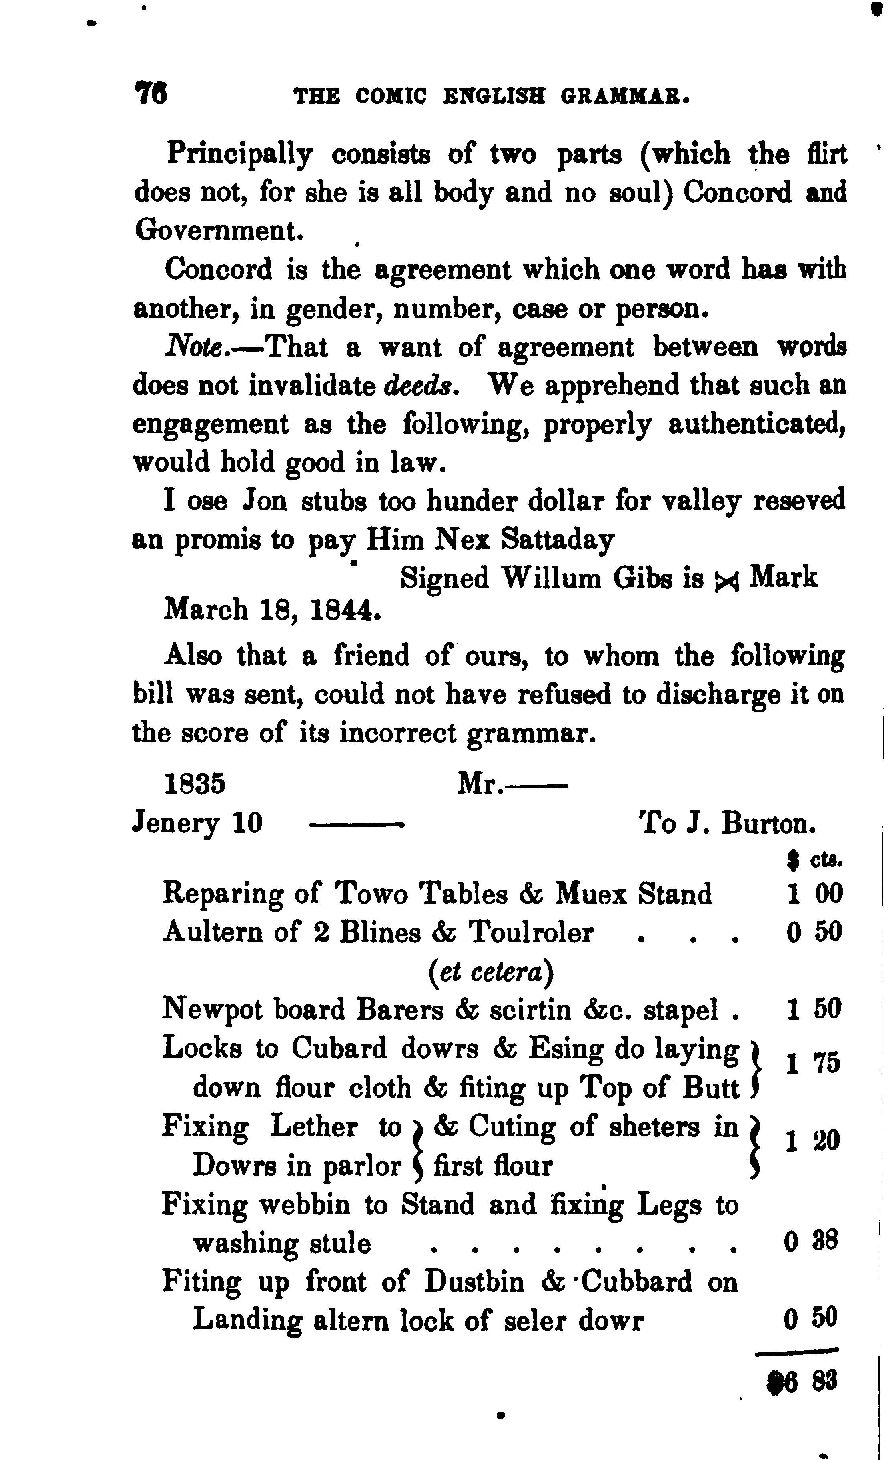 76 THE COMIC ENGLISH GRAMMAR.
Principally consists of two parts (which the flirt
does not, for she is all body and no soul) Concord and
Government.
Concord is the agreement which one word has with
another, in gender, number, case or person.
Note.—That a want of agreement between words
does not invalidate deeds. We apprehend that such an
engagement as the following, properly authenticated,
would hold good in law.
I ose Jon stubs too hunder dollar for valley reseved
an promis to pay Him Nex Sattaday
Signed Willum Gibs is ⋈ Mark
March 18, 1844.
Also that a friend of ours, to whom the following
bill was sent, could not have refused to discharge it on
the score of its incorrect grammar.
1835 Mr.——
Jenery 10 ——— To J. Burton.
$ cts.
Reparing of Towo Tables & Muex Stand 1 00
Aultern of 2 Blines & Toulroler . . . 0 50
(et cetera)
Newpot board Barers & scirtin &c. stapel . 1 50
Locks to Cubard dowrs & Esing do laying }
down flour cloth & fiting up Top of Butt } 1 75
Fixing Lether to } & Cuting of sheters in }
Dowrs in parlor } first flour } 1 20
Fixing webbin to Stand and fixing Legs to
washing stule . . . . . . . . 0 38
Fiting up front of Dustbin & Cubbard on
Landing altern lock of seler dowr 0 50
$6 83